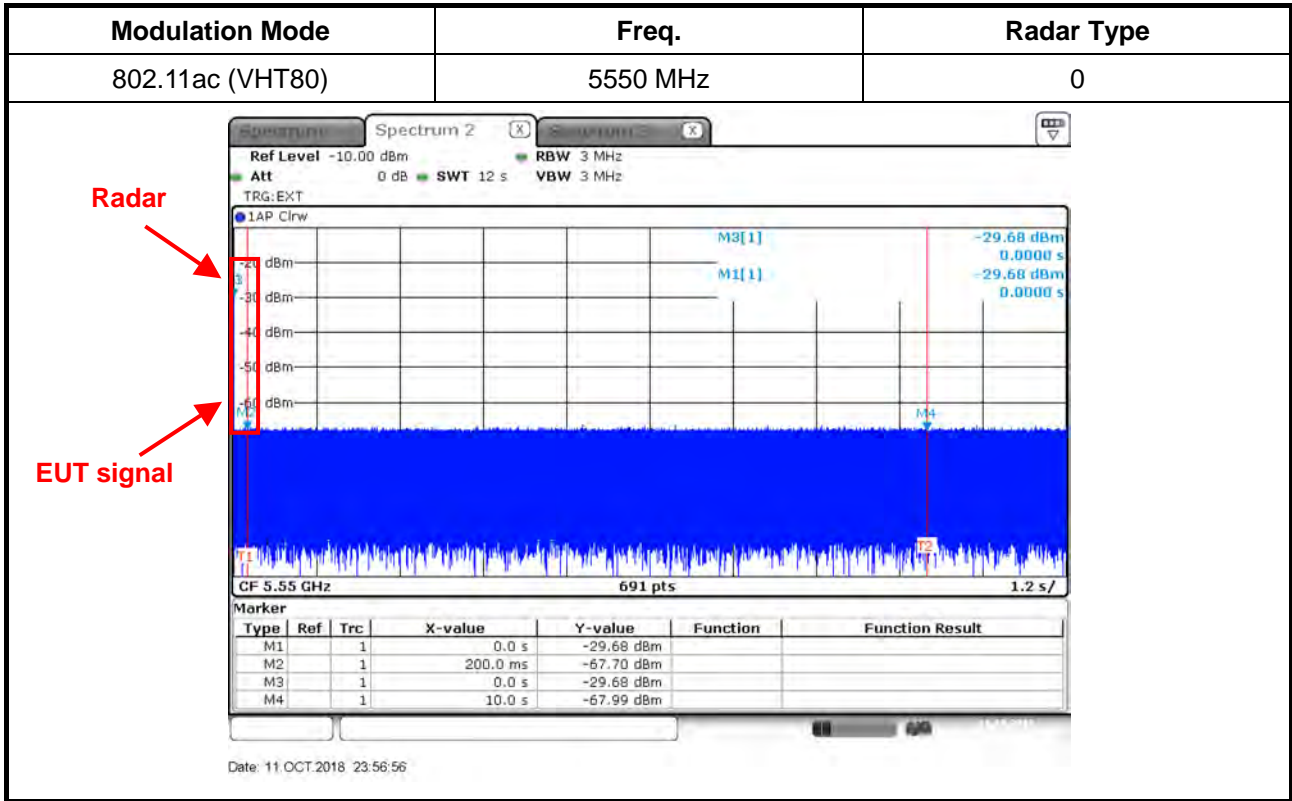 Modulation Mode Freq. Radar Type
802.11ac (VHT80) 5550 MHz 0
Spectrum 2 X X
Ref Level -10.00 dBm RBW 3 MHz
Att 0 dB SWT 12 s VBW 3 MHz
TRG:EXT
Radar
1AP Clrw
M3[1] -29.68 dBm
0.0000 s
-20 dBm
M1[1] -29.68 dBm
0.0000 s
-30 dBm
-40 dBm
-50 dBm
-60 dBm
M2 M4
EUT signal
T1 T2
CF 5.55 GHz 691 pts 1.2 s/
Marker
Type Ref Trc X-value Y-value Function Function Result
M1 1 0.0 s -29.68 dBm
M2 1 200.0 ms -67.70 dBm
M3 1 0.0 s -29.68 dBm
M4 1 10.0 s -67.99 dBm
Date: 11.OCT.2018 23:56:56